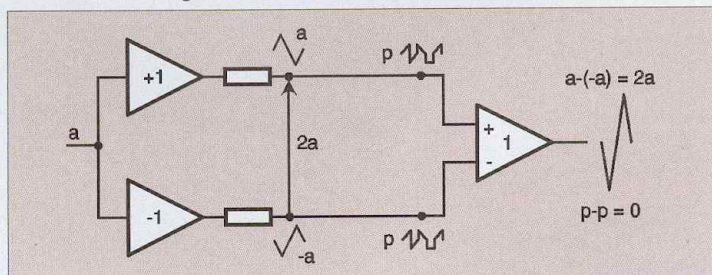 a
+1
-1
a
2a
-a
p
p
+
-
1
a-(-a) = 2a
p-p = 0